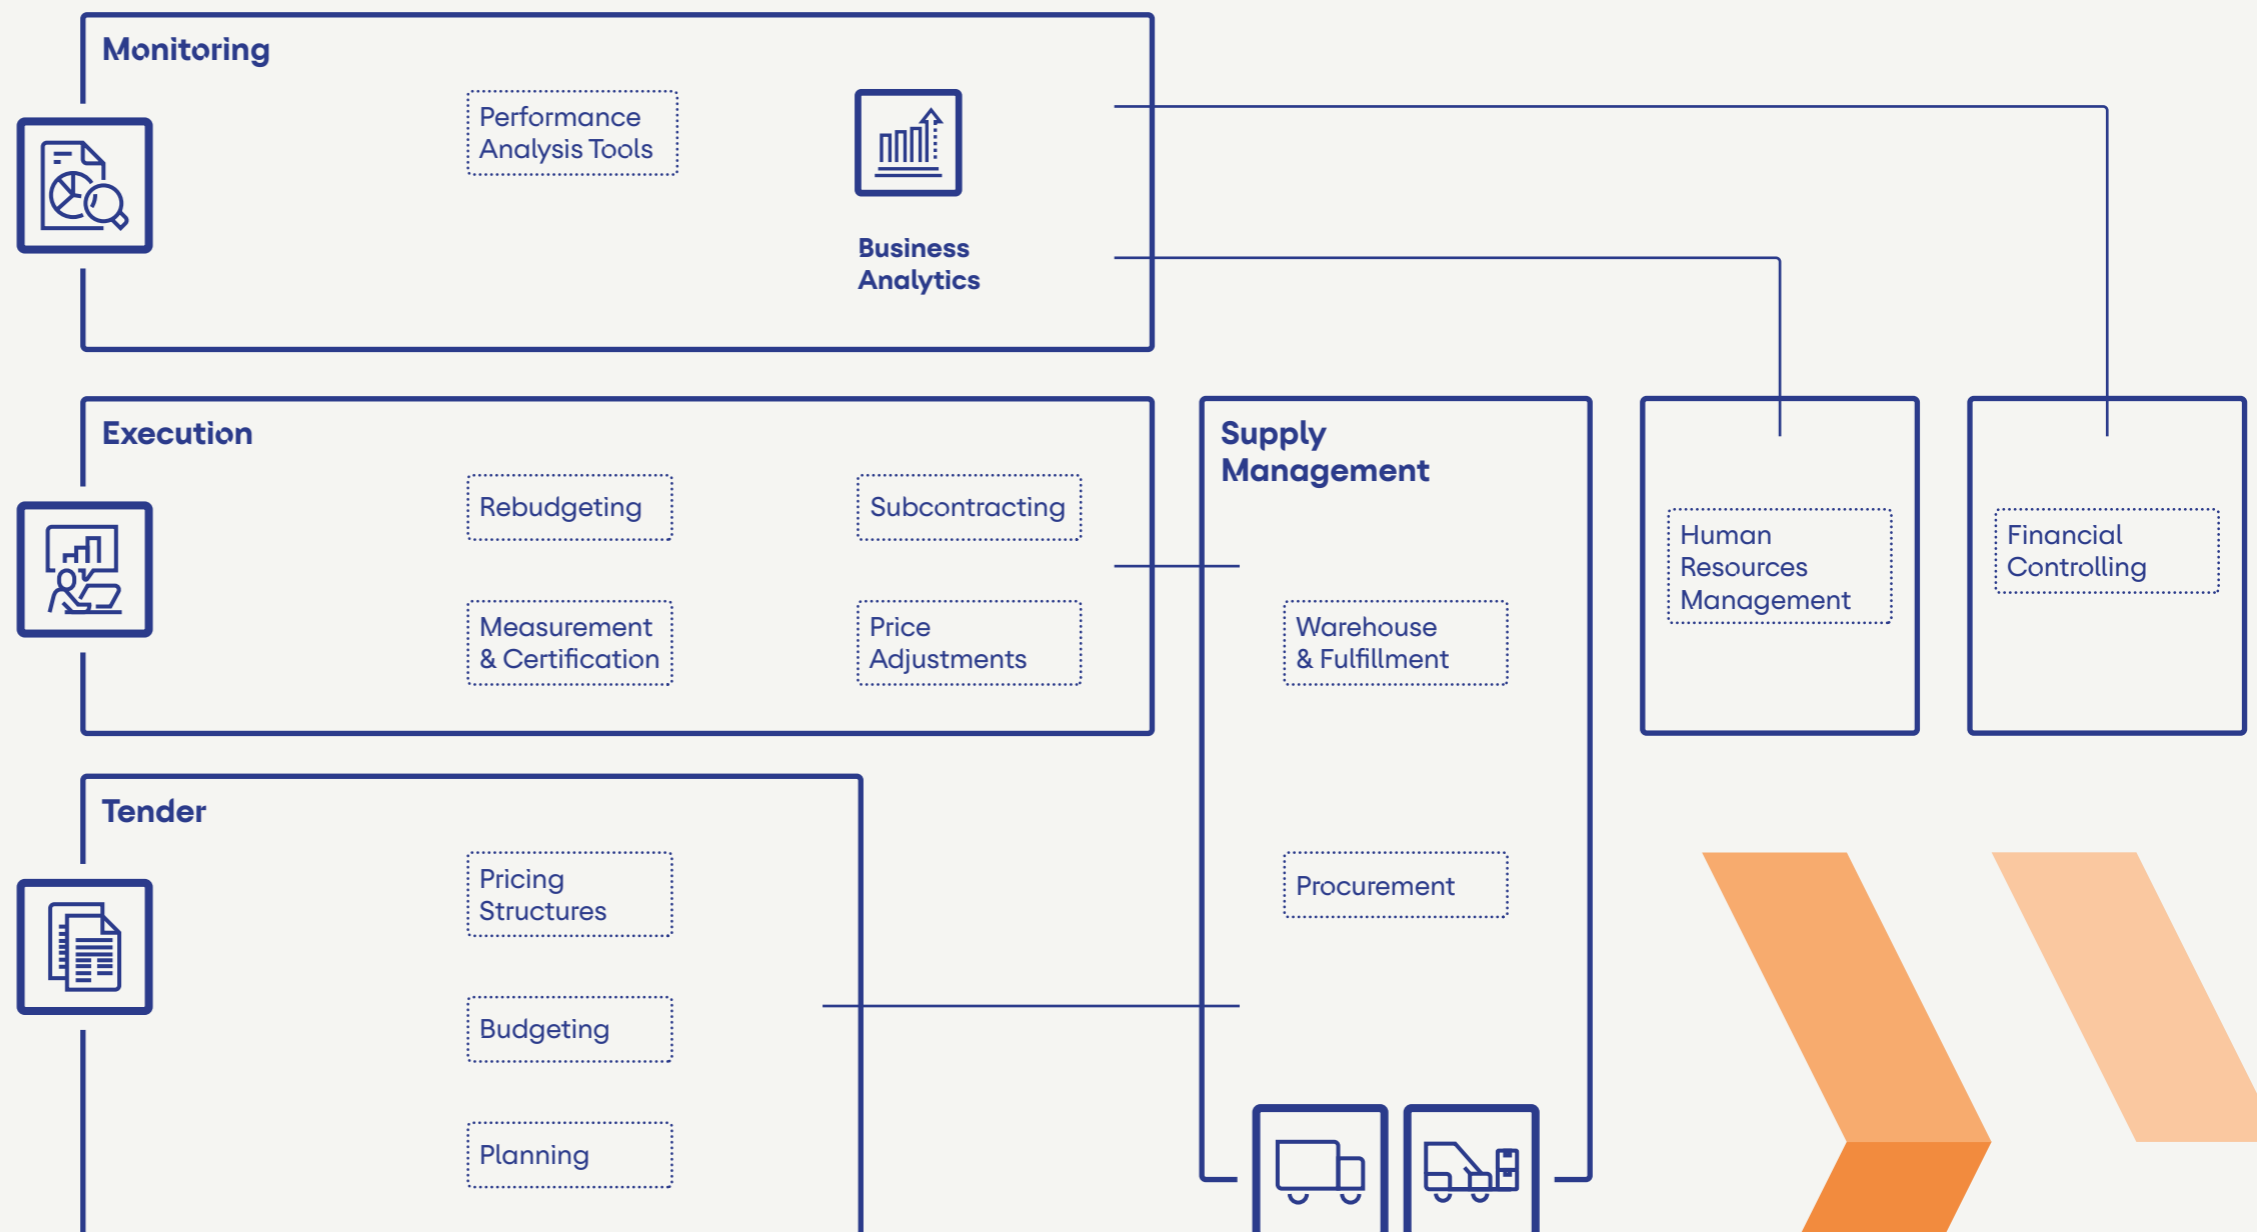 Monitoring
Performance
Analysis Tools
Business
Analytics
Execution
Rebudgeting
Subcontracting
Measurement
& Certification
Price
Adjustments
Supply
Management
Warehouse
& Fulfillment
Procurement
Human
Resources
Management
Financial
Controlling
Tender
Pricing
Structures
Budgeting
Planning